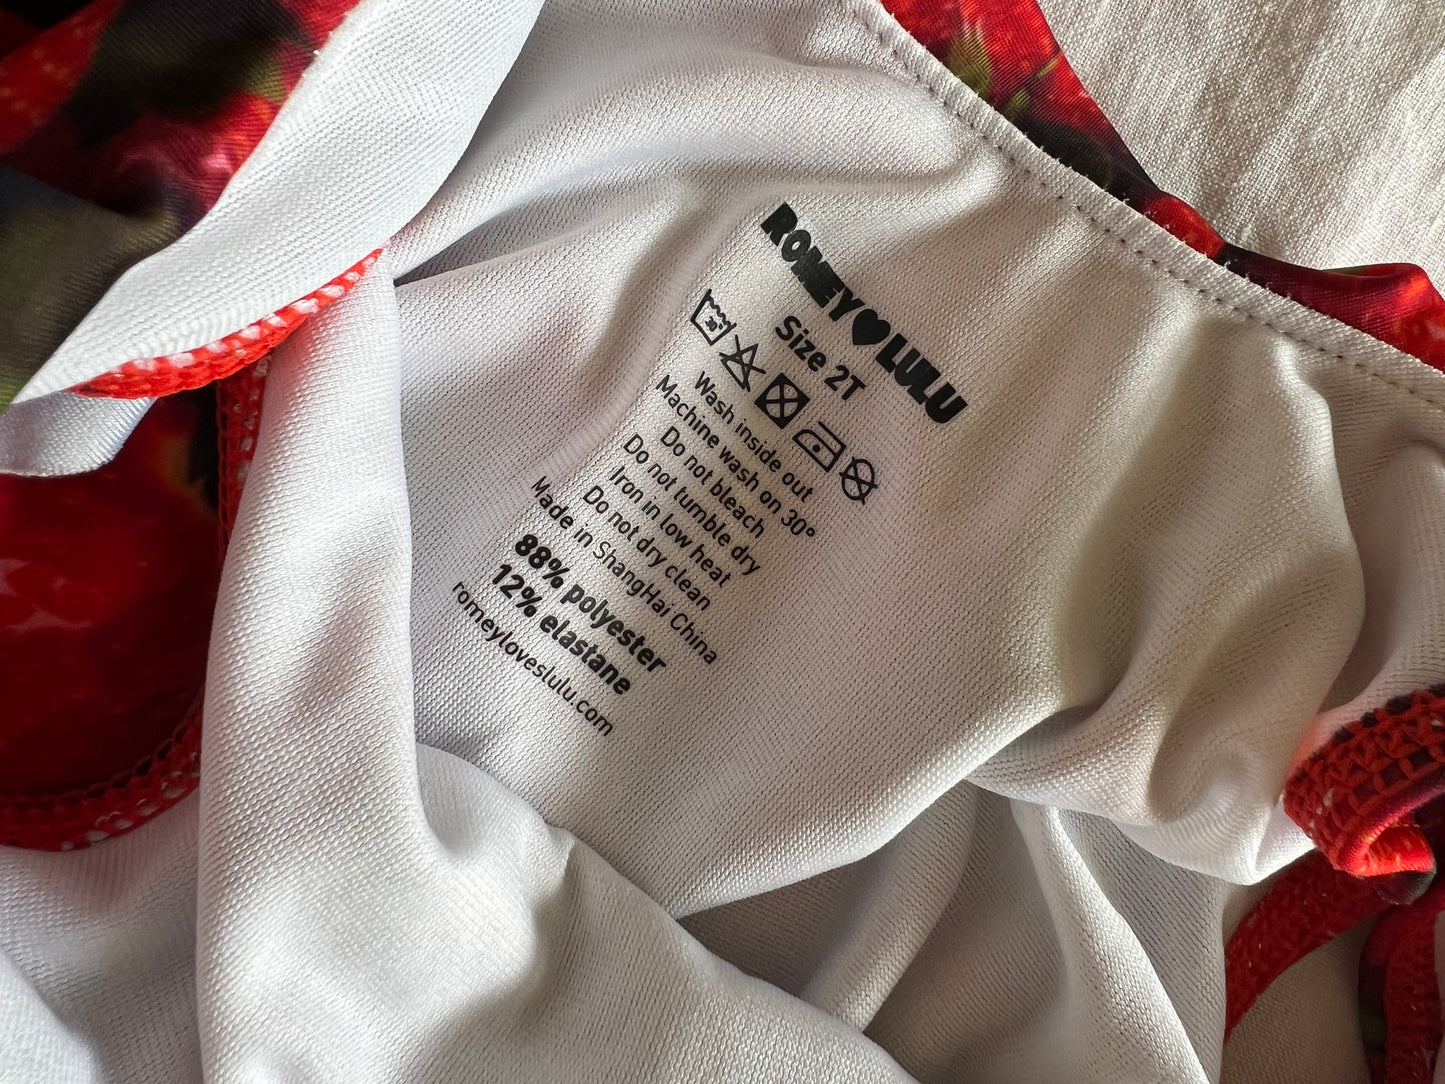 ROMEY♥LULU
Size 2T
30°
Wash inside out
Machine wash on 30°
Do not bleach
Do not tumble dry
Iron in low heat
Do not dry clean
Made in ShangHai China
88% polyester
12% elastane
romeyloveslulu.com